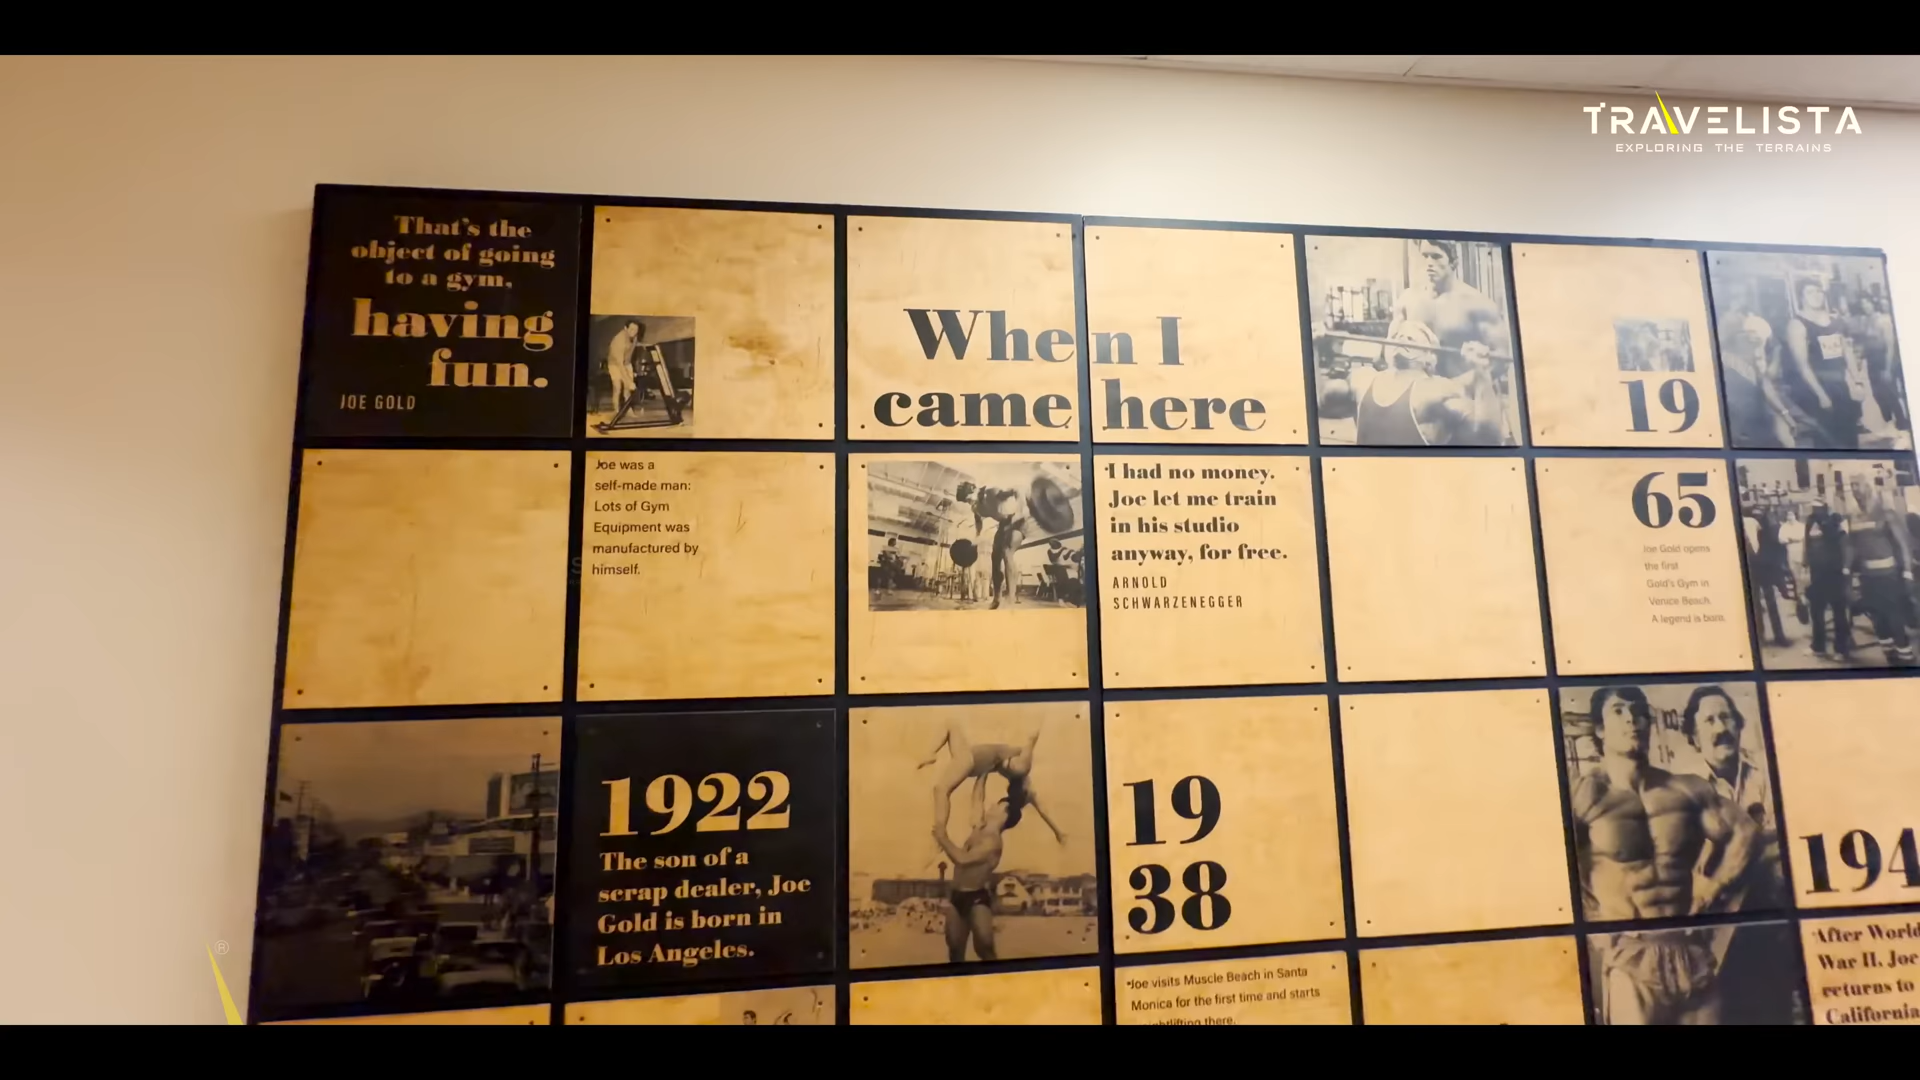 TRAVELISTA
EXPLORING THE TERRAINS
That's the
object of going
to a gym,
having
fun.
JOE GOLD
Joe was a
self-made man:
Lots of Gym
Equipment was
manufactured by
himself.
When I
came here
I had no money.
Joe let me train
in his studio
anyway, for free.
ARNOLD
SCHWARZENEGGER
19
65
Joe Gold opens
the first
Gold's Gym in
Venice Beach.
A legend is born.
1922
The son of a
scrap dealer, Joe
Gold is born in
Los Angeles.
19
38
Joe visits Muscle Beach in Santa
Monica for the first time and starts
weightlifting there.
194
After World
War II, Joe
returns to
California
®